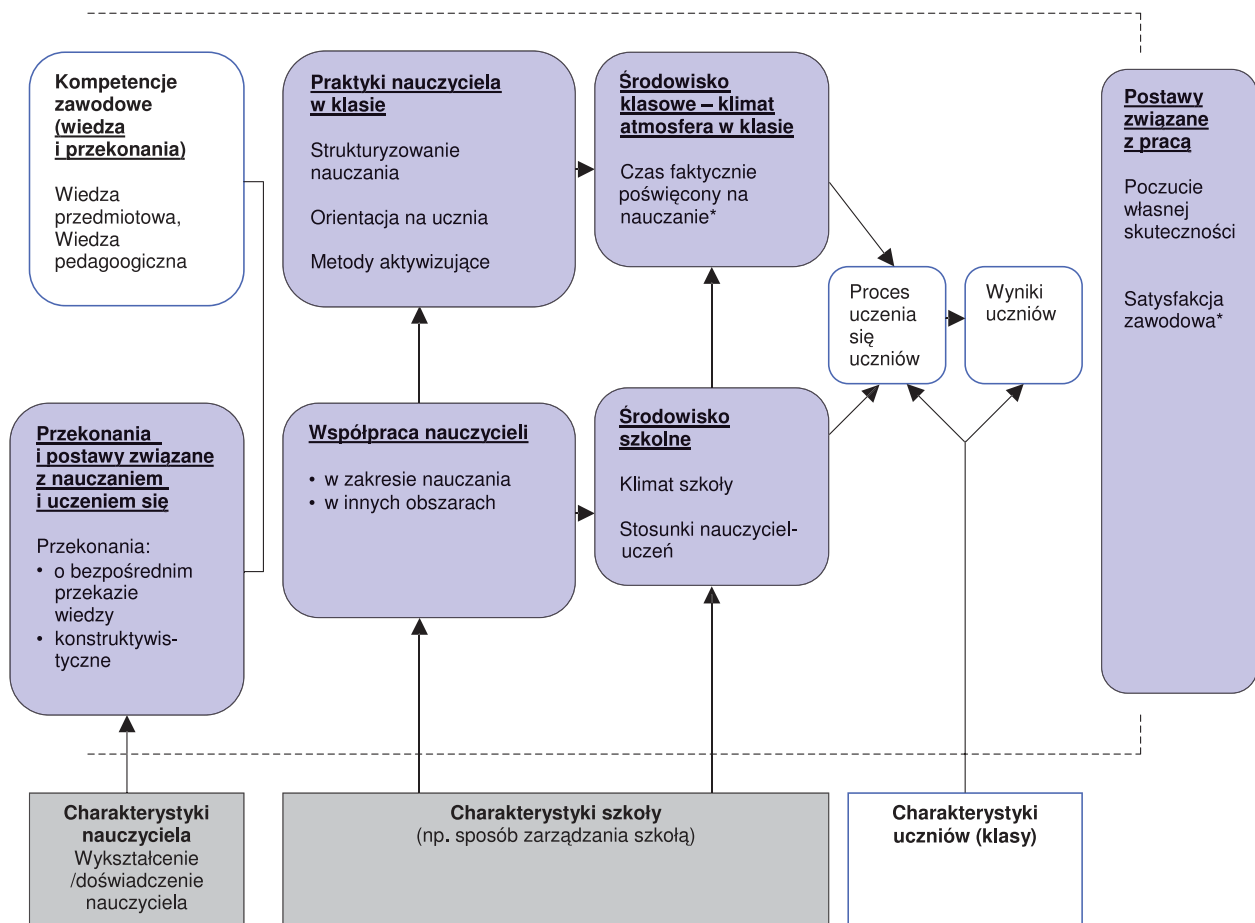 Kompetencje
zawodowe
(wiedza
i przekonania)
Wiedza
przedmiotowa,
Wiedza
pedagoogiczna
Praktyki nauczyciela
w klasie
Strukturyzowanie
nauczania
Orientacja na ucznia
Metody aktywizujące
Środowisko
klasowe – klimat
atmosfera w klasie
Czas faktycznie
poświęcony na
nauczanie*
Postawy
związane
z pracą
Poczucie
własnej
skuteczności
Satysfakcja
zawodowa*
Proces
uczenia
się
uczniów
Wyniki
uczniów
Przekonania
i postawy związane
z nauczaniem
i uczeniem się
Przekonania:
• o bezpośrednim
przekazie
wiedzy
• konstruktywis-
tyczne
Współpraca nauczycieli
• w zakresie nauczania
• w innych obszarach
Środowisko
szkolne
Klimat szkoły
Stosunki nauczyciel-
uczeń
Charakterystyki
nauczyciela
Wykształcenie
/doświadczenie
nauczyciela
Charakterystyki szkoły
(np. sposób zarządzania szkołą)
Charakterystyki
uczniów (klasy)